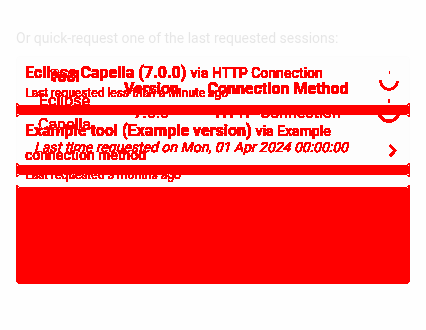 Or quick-request one of the last requested sessions:
Eclipse Capella (7.0.0) via HTTP Connection
Tool
Version
Connection Method
Last requested less than a minute ago
Eclipse
Capella
7.0.0
HTTP Connection
Example tool (Example version) via Example
connection method
Last time requested on Mon, 01 Apr 2024 00:00:00
Last requested 8 months ago